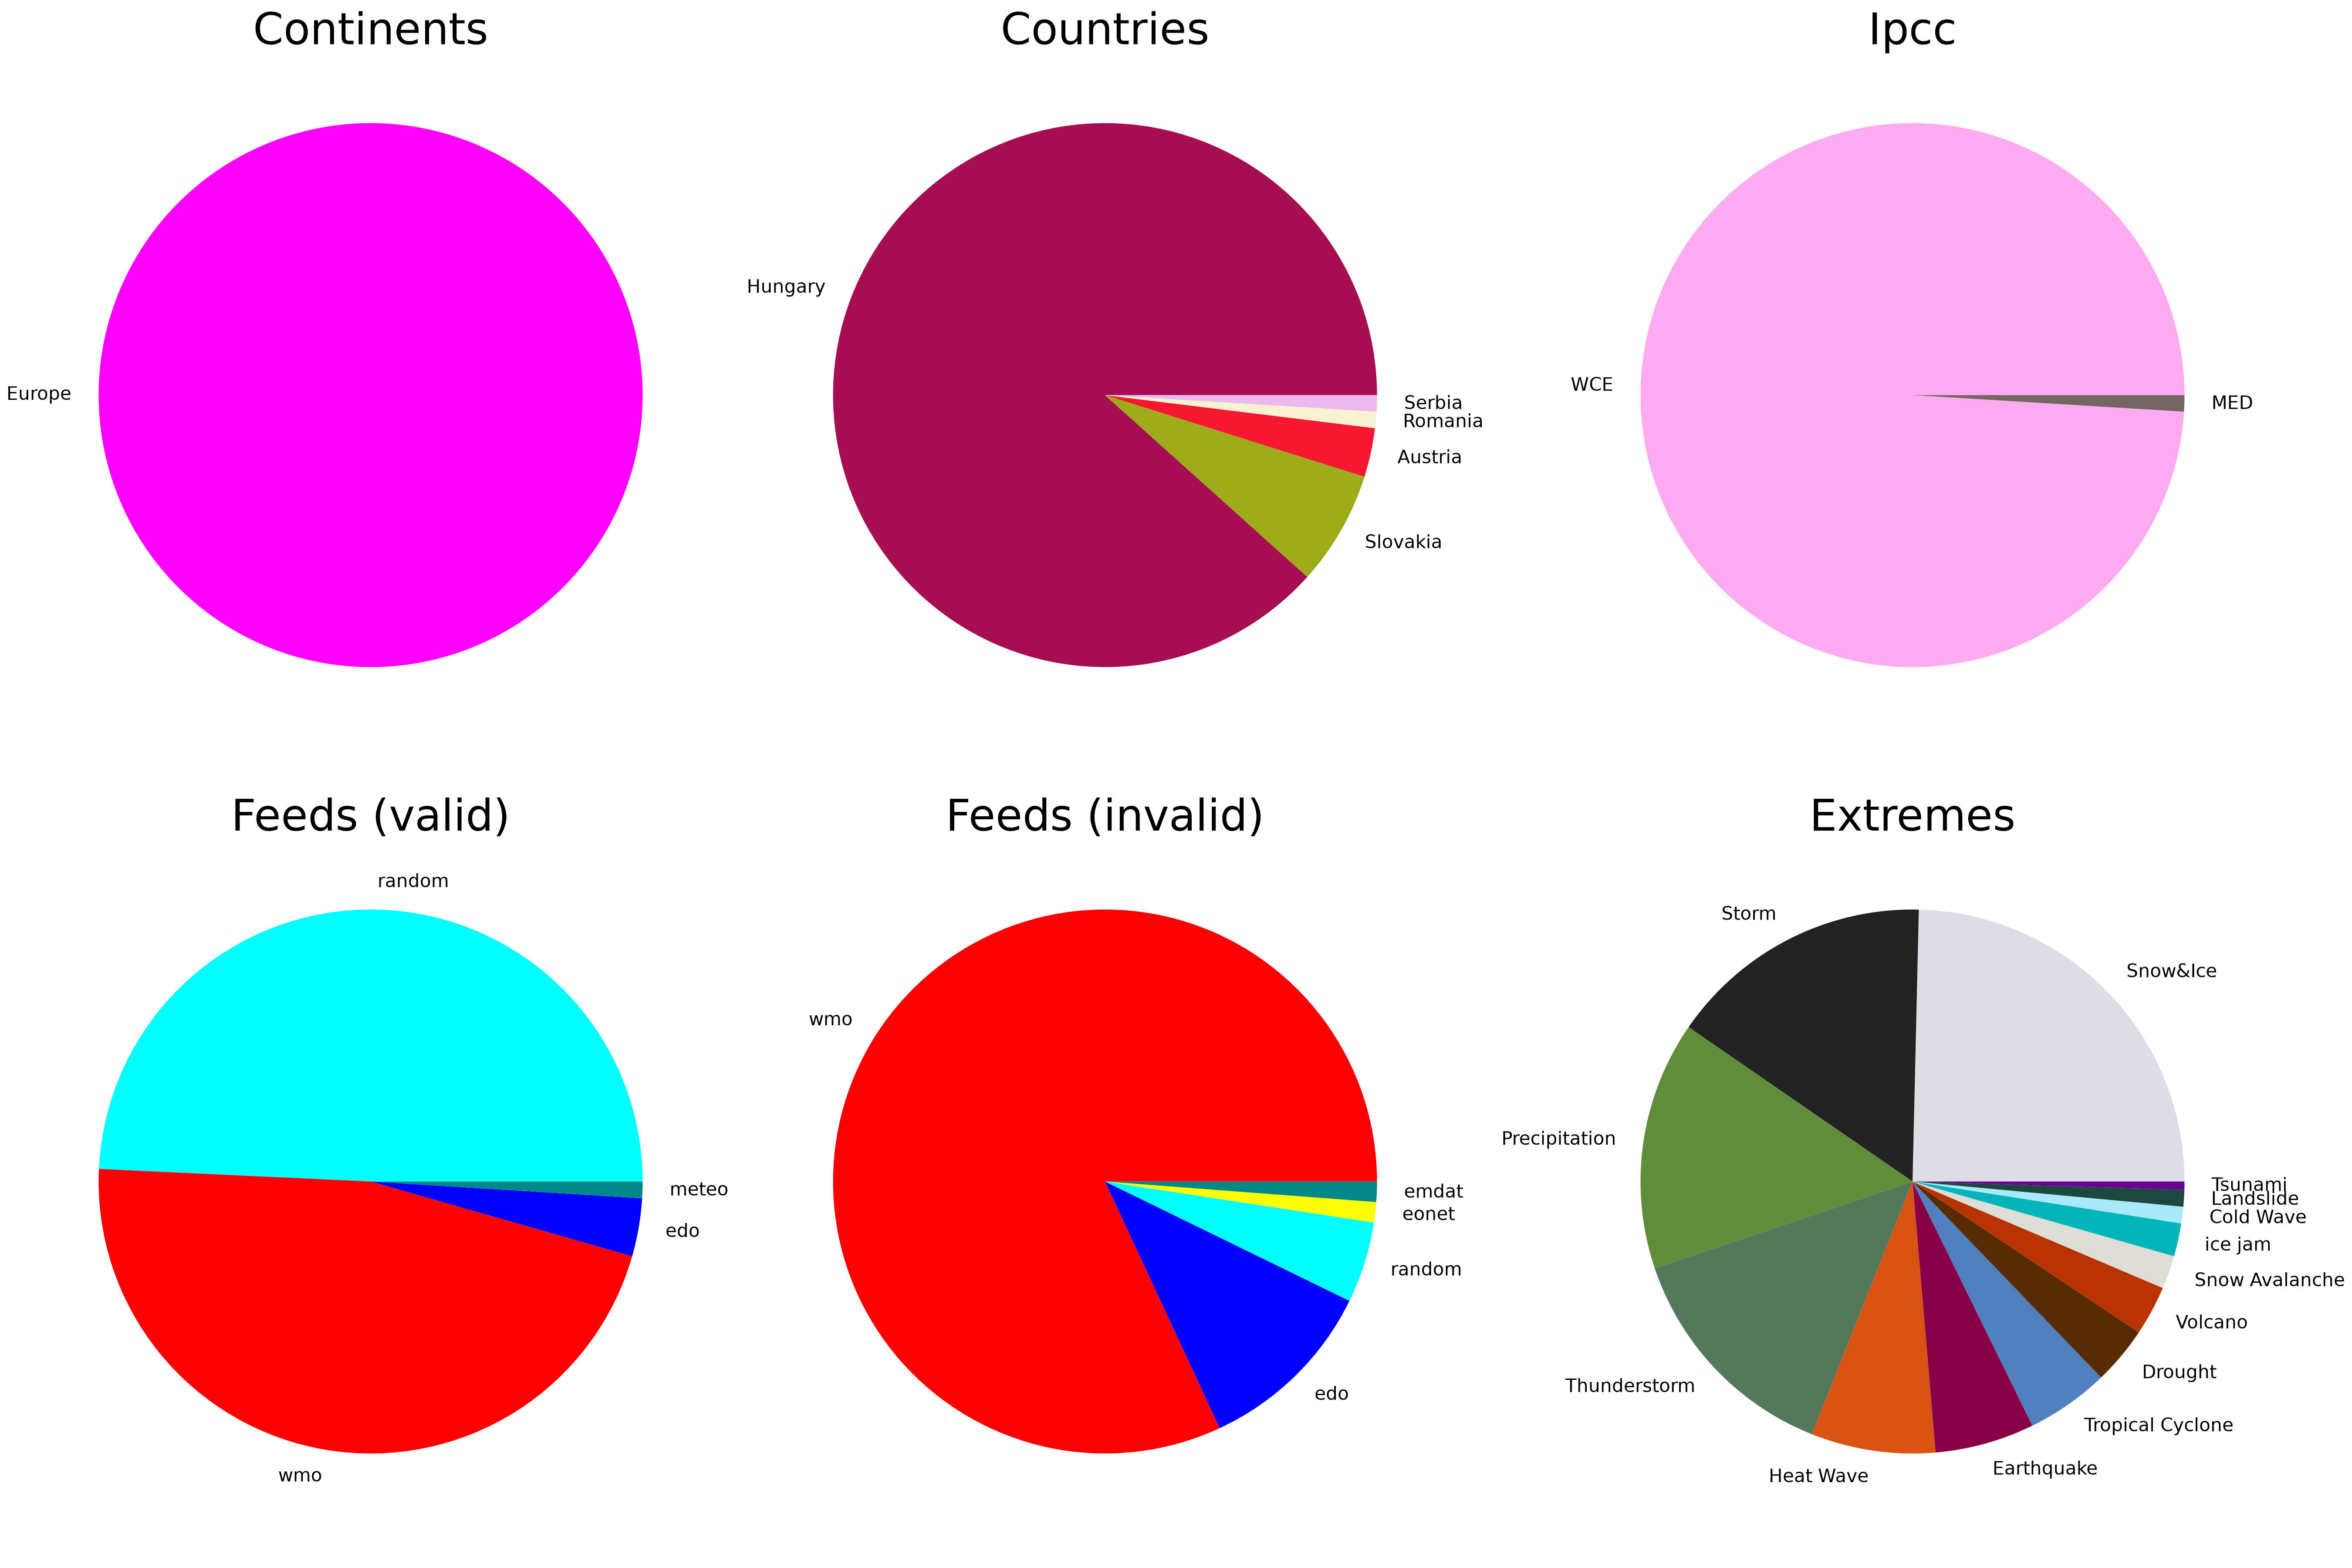 Continents
Europe
Countries
Hungary
Serbia
Romania
Austria
Slovakia
Ipcc
WCE
MED
Feeds (valid)
random
meteo
edo
wmo
Feeds (invalid)
wmo
emdat
eonet
random
edo
Extremes
Storm
Snow&Ice
Precipitation
Tsunami
Landslide
Cold Wave
ice jam
Snow Avalanche
Volcano
Drought
Thunderstorm
Tropical Cyclone
Heat Wave
Earthquake